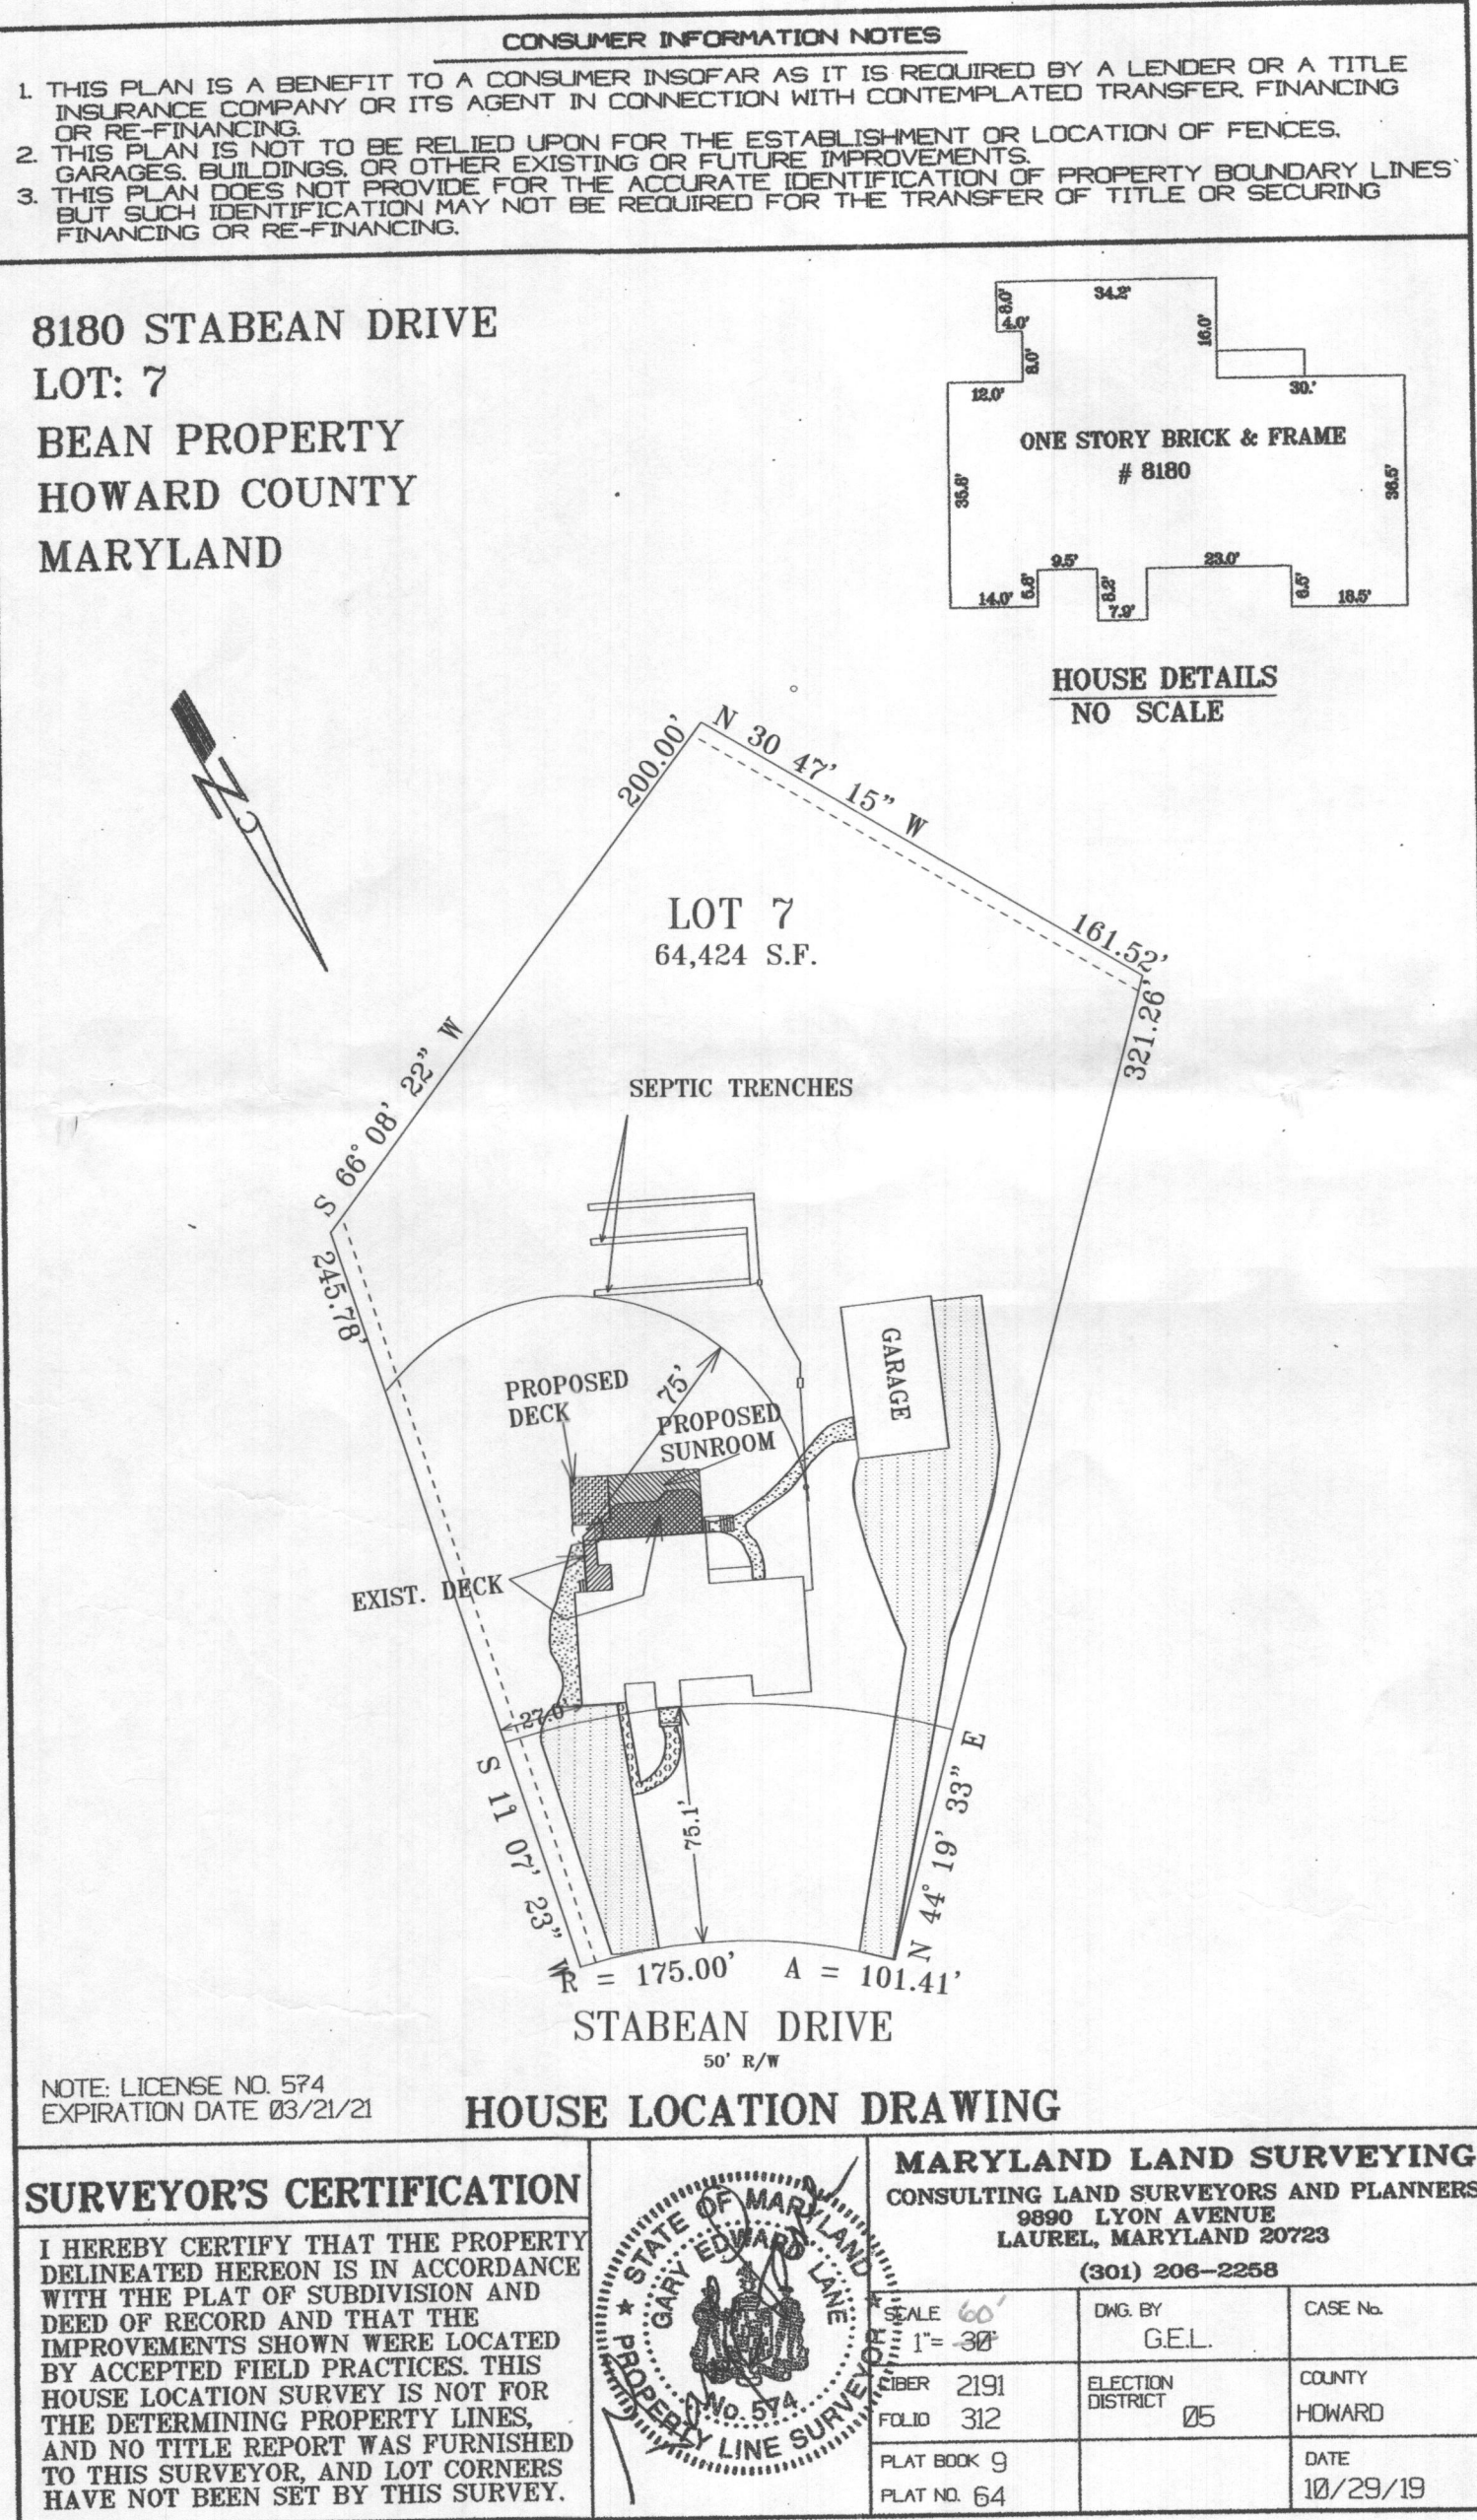 CONSUMER INFORMATION NOTES
1. THIS PLAN IS A BENEFIT TO A CONSUMER INSOFAR AS IT IS REQUIRED BY A LENDER OR A TITLE
INSURANCE COMPANY OR ITS AGENT IN CONNECTION WITH CONTEMPLATED TRANSFER. FINANCING
OR RE-FINANCING.
2. THIS PLAN IS NOT TO BE RELIED UPON FOR THE ESTABLISHMENT OR LOCATION OF FENCES,
GARAGES. BUILDINGS. OR OTHER EXISTING OR FUTURE IMPROVEMENTS.
3. THIS PLAN DOES NOT PROVIDE FOR THE ACCURATE IDENTIFICATION OF PROPERTY BOUNDARY LINES
BUT SUCH IDENTIFICATION MAY NOT BE REQUIRED FOR THE TRANSFER OF TITLE OR SECURING
FINANCING OR RE-FINANCING.
8180 STABEAN DRIVE
LOT: 7
BEAN PROPERTY
HOWARD COUNTY
MARYLAND
34.2'
8.0'
4.0'
8.0'
16.0'
12.0'
30.'
ONE STORY BRICK & FRAME
# 8180
35.8'
36.5'
9.5'
23.0'
14.0'
5.8'
8.2'
7.9'
6.5'
18.5'
HOUSE DETAILS
NO SCALE
N
200.00'
N 30 47' 15" W
161.52'
LOT 7
64,424 S.F.
321.26'
S 66° 08' 22" W
SEPTIC TRENCHES
245.78'
GARAGE
PROPOSED
DECK
75'
PROPOSED
SUNROOM
EXIST. DECK
27.0'
75.1'
S 11° 07' 23" W
N 44° 19' 33" E
R = 175.00' A = 101.41'
STABEAN DRIVE
50' R/W
NOTE: LICENSE NO. 574
EXPIRATION DATE 03/21/21
HOUSE LOCATION DRAWING
SURVEYOR'S CERTIFICATION
I HEREBY CERTIFY THAT THE PROPERTY
DELINEATED HEREON IS IN ACCORDANCE
WITH THE PLAT OF SUBDIVISION AND
DEED OF RECORD AND THAT THE
IMPROVEMENTS SHOWN WERE LOCATED
BY ACCEPTED FIELD PRACTICES. THIS
HOUSE LOCATION SURVEY IS NOT FOR
THE DETERMINING PROPERTY LINES,
AND NO TITLE REPORT WAS FURNISHED
TO THIS SURVEYOR, AND LOT CORNERS
HAVE NOT BEEN SET BY THIS SURVEY.
STATE OF MARYLAND
GARY EDWARD LANE
No. 574
PROPERTY LINE SURVEYOR
MARYLAND LAND SURVEYING
CONSULTING LAND SURVEYORS AND PLANNERS
9890 LYON AVENUE
LAUREL, MARYLAND 20723
(301) 206-2258
SCALE 60'
1"= 30'
DWG. BY
G.E.L.
CASE No.
LIBER 2191
FOLIO 312
ELECTION
DISTRICT 05
COUNTY
HOWARD
PLAT BOOK 9
PLAT NO. 64
DATE
10/29/19